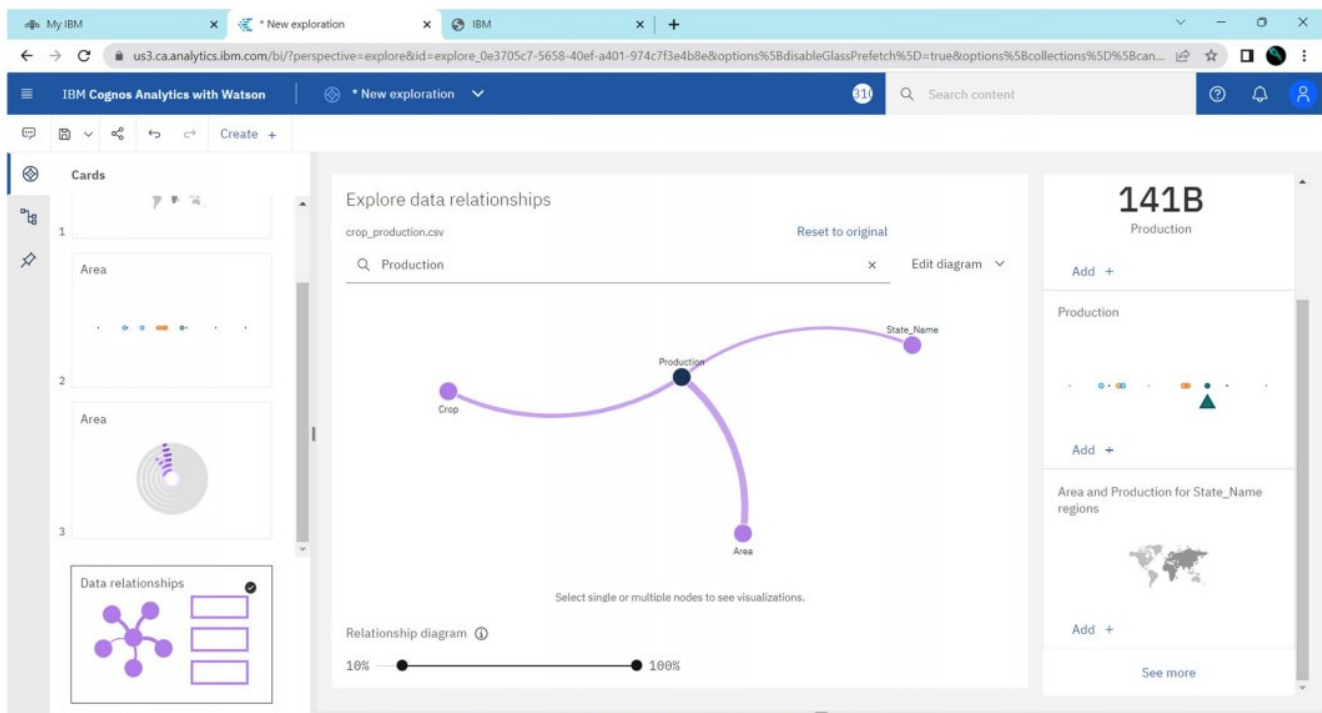 My IBM
* New exploration
IBM
us3.ca.analytics.ibm.com/bi/?perspective=explore&id=explore_0e3705c7-5658-40ef-a401-974c7f3e4b8e&options%5BdisableGlassPrefetch%5D=true&options%5Bcollections%5D%5Bcan...
IBM Cognos Analytics with Watson
* New exploration
Search content
Create +
Cards
1
Area
2
Area
3
Data relationships
Explore data relationships
crop_production.csv
Reset to original
Production
Edit diagram
State_Name
Production
Crop
Area
Select single or multiple nodes to see visualizations.
Relationship diagram
10%
100%
141B
Production
Add +
Production
Add +
Area and Production for State_Name
regions
Add +
See more